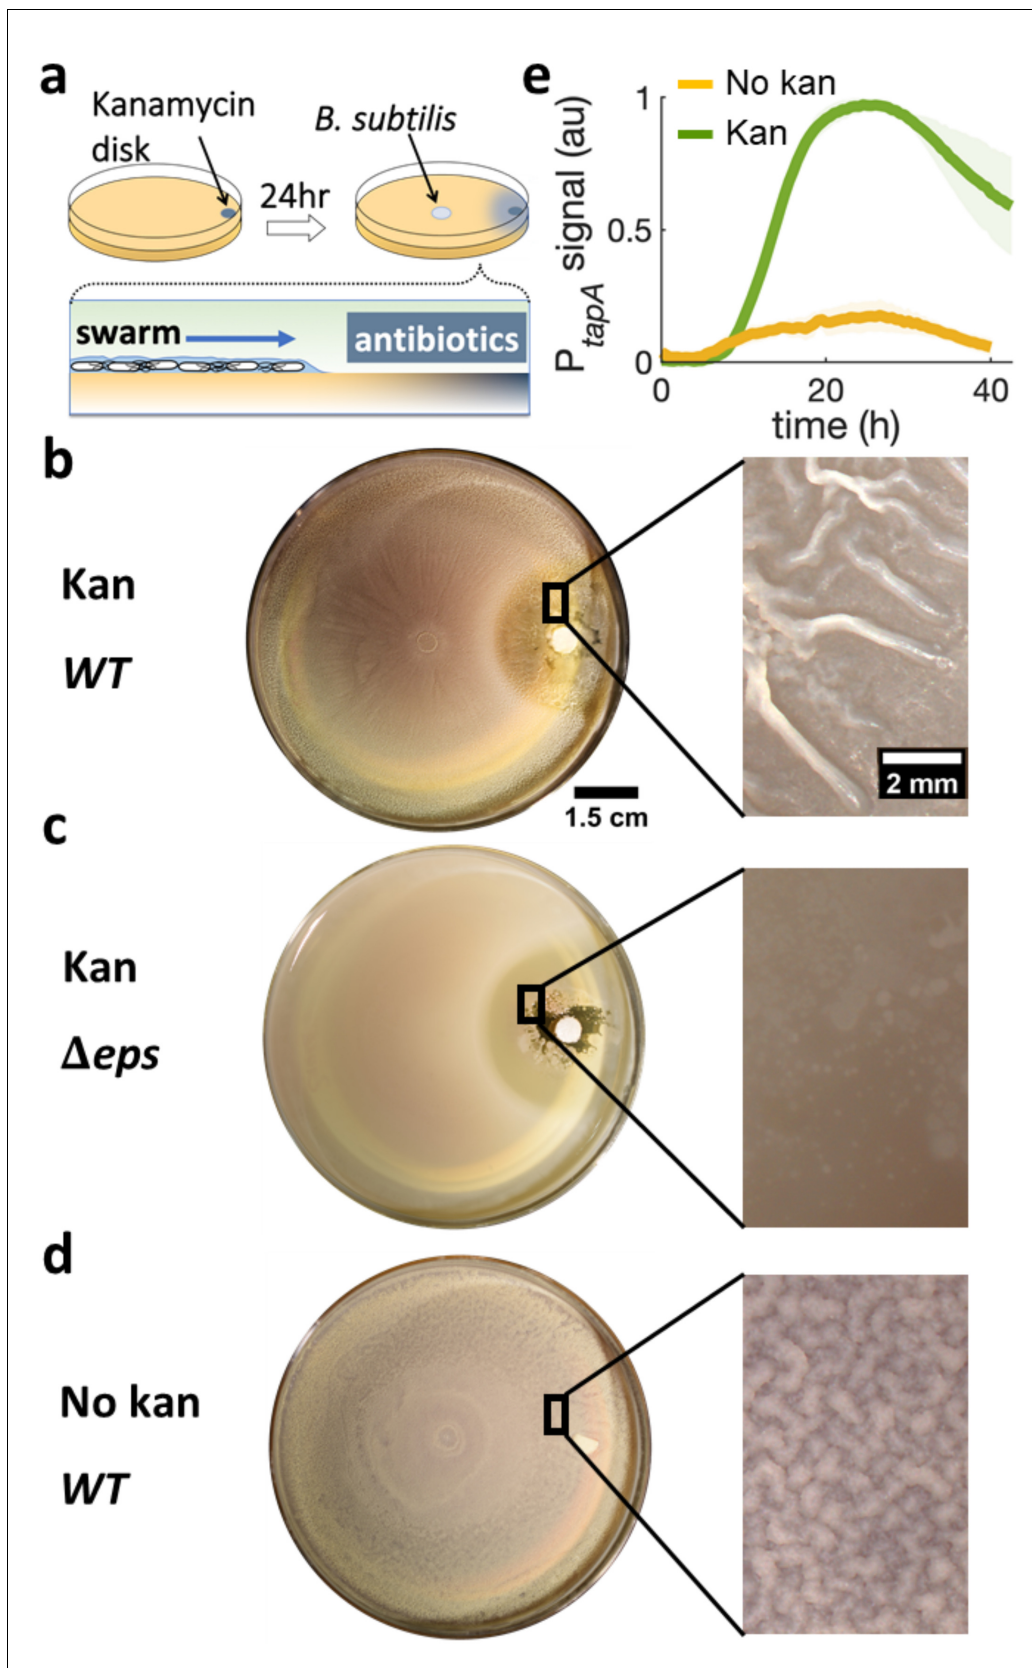 a
Kanamycin
disk
24hr
B. subtilis
swarm
antibiotics
e
No kan
Kan
P tapA signal (au)
1
0.5
0
0
20
40
time (h)
b
Kan
WT
1.5 cm
2 mm
c
Kan
Δeps
d
No kan
WT